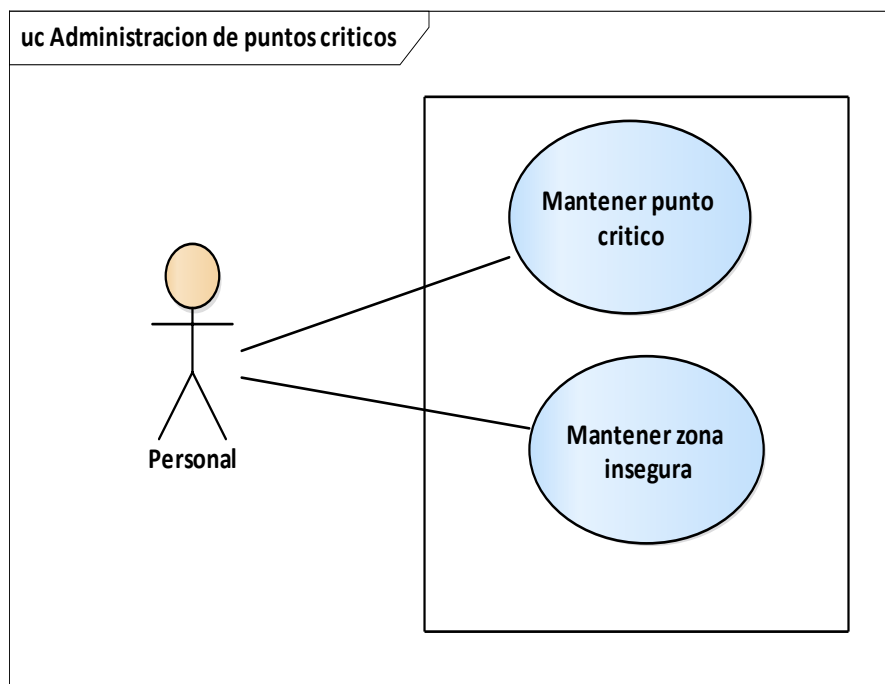 uc Administracion de puntos criticos
Mantener punto
critico
Mantener zona
insegura
Personal